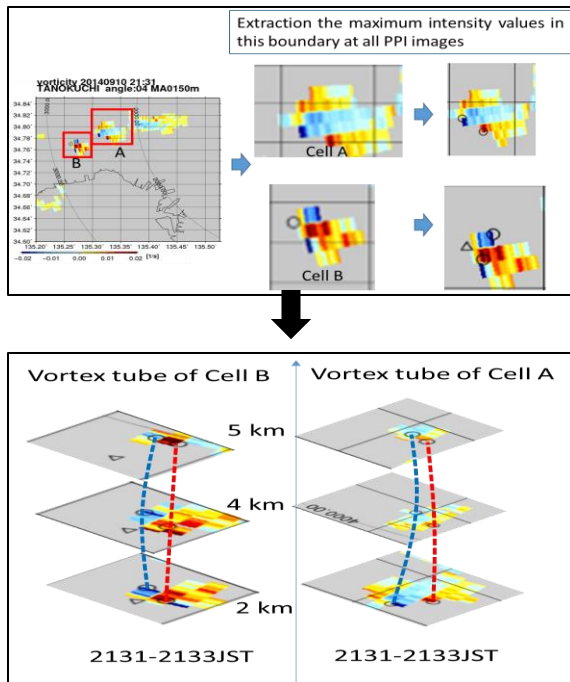 Extraction the maximum intensity values in
this boundary at all PPI images
vorticity 20140910 21:31
TANOKUCHI angle:04 MA0150m
34.84
34.82
34.80
34.78
34.76
34.74
34.72
34.70
34.68
34.66
34.64
34.62
34.60
B
A
135.20 135.25 135.30 135.35 135.40 135.45 135.50
-0.02 -0.01 0.00 0.01 0.02
[1/s]
Cell A
Cell B
Vortex tube of Cell B
Vortex tube of Cell A
5 km
4 km
4000.00
2 km
2131-2133JST
2131-2133JST